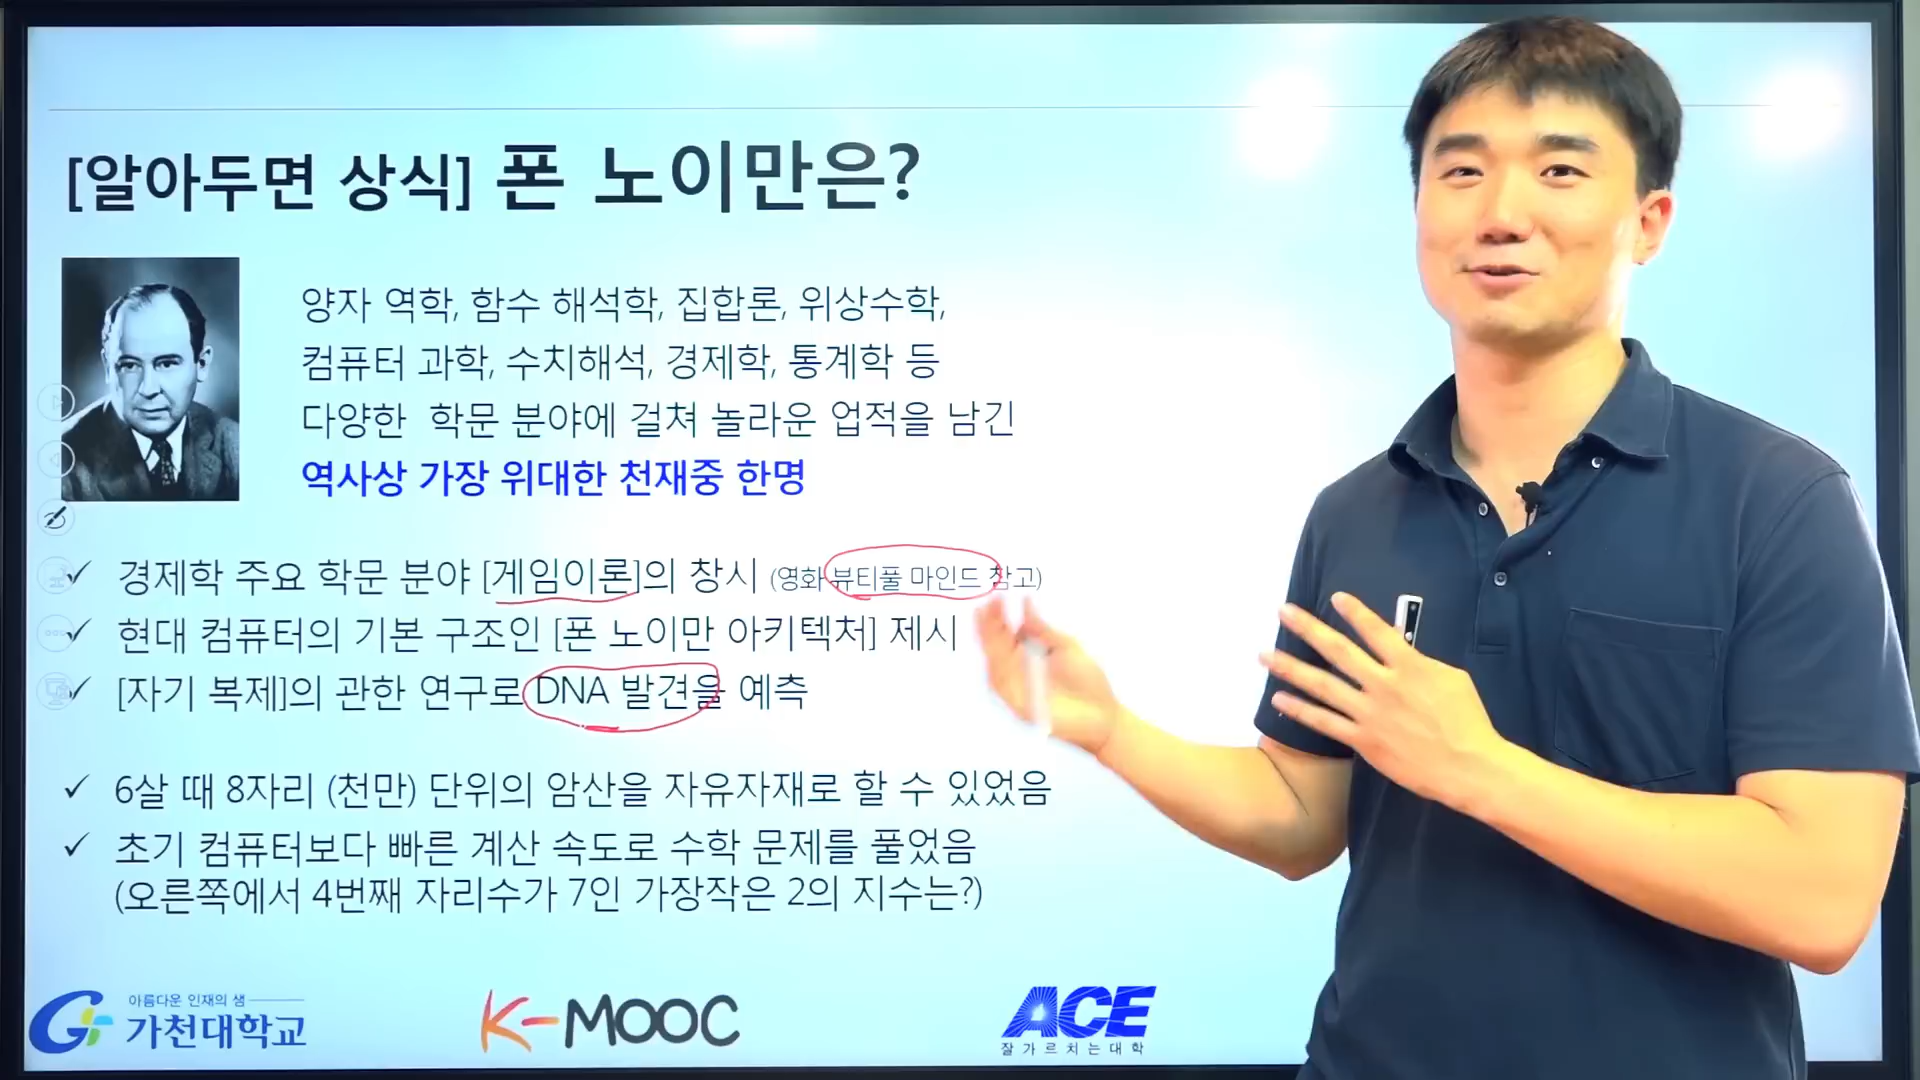 [알아두면 상식] 폰 노이만은?
양자 역학, 함수 해석학, 집합론, 위상수학,
컴퓨터 과학, 수치해석, 경제학, 통계학 등
다양한 학문 분야에 걸쳐 놀라운 업적을 남긴
역사상 가장 위대한 천재중 한명
✓ 경제학 주요 학문 분야 [게임이론]의 창시 (영화 뷰티풀 마인드 참고)
✓ 현대 컴퓨터의 기본 구조인 [폰 노이만 아키텍처] 제시
✓ [자기 복제]의 관한 연구로 DNA 발견을 예측
✓ 6살 때 8자리 (천만) 단위의 암산을 자유자재로 할 수 있었음
✓ 초기 컴퓨터보다 빠른 계산 속도로 수학 문제를 풀었음
(오른쪽에서 4번째 자리수가 7인 가장작은 2의 지수는?)
아름다운 인재의 샘
가천대학교
K-MOOC
ACE
잘가르치는대학